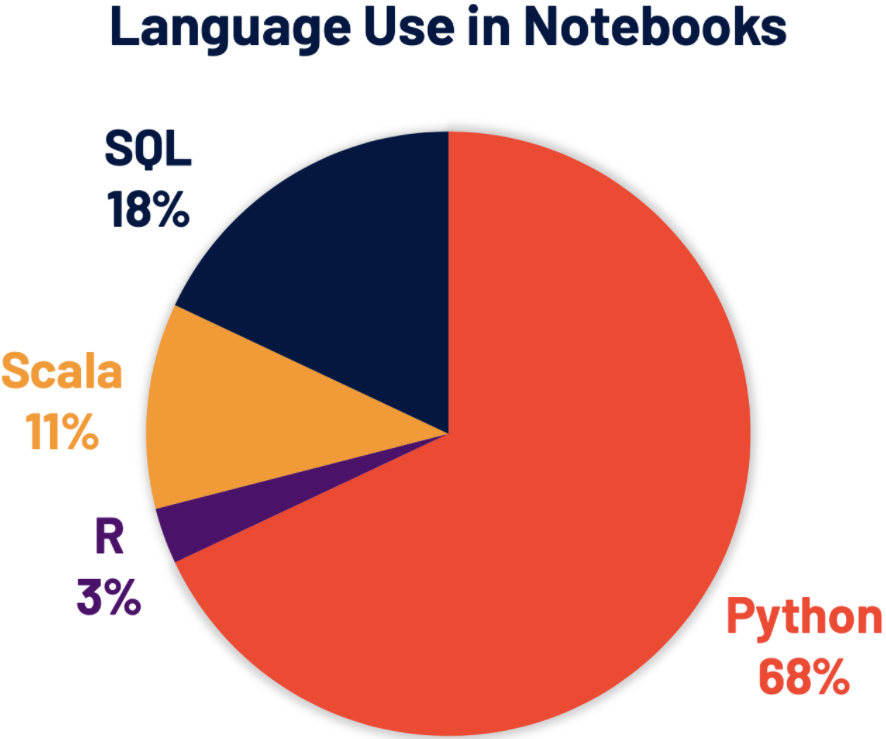 Language Use in Notebooks
SQL
18%
Scala
11%
R
3%
Python
68%